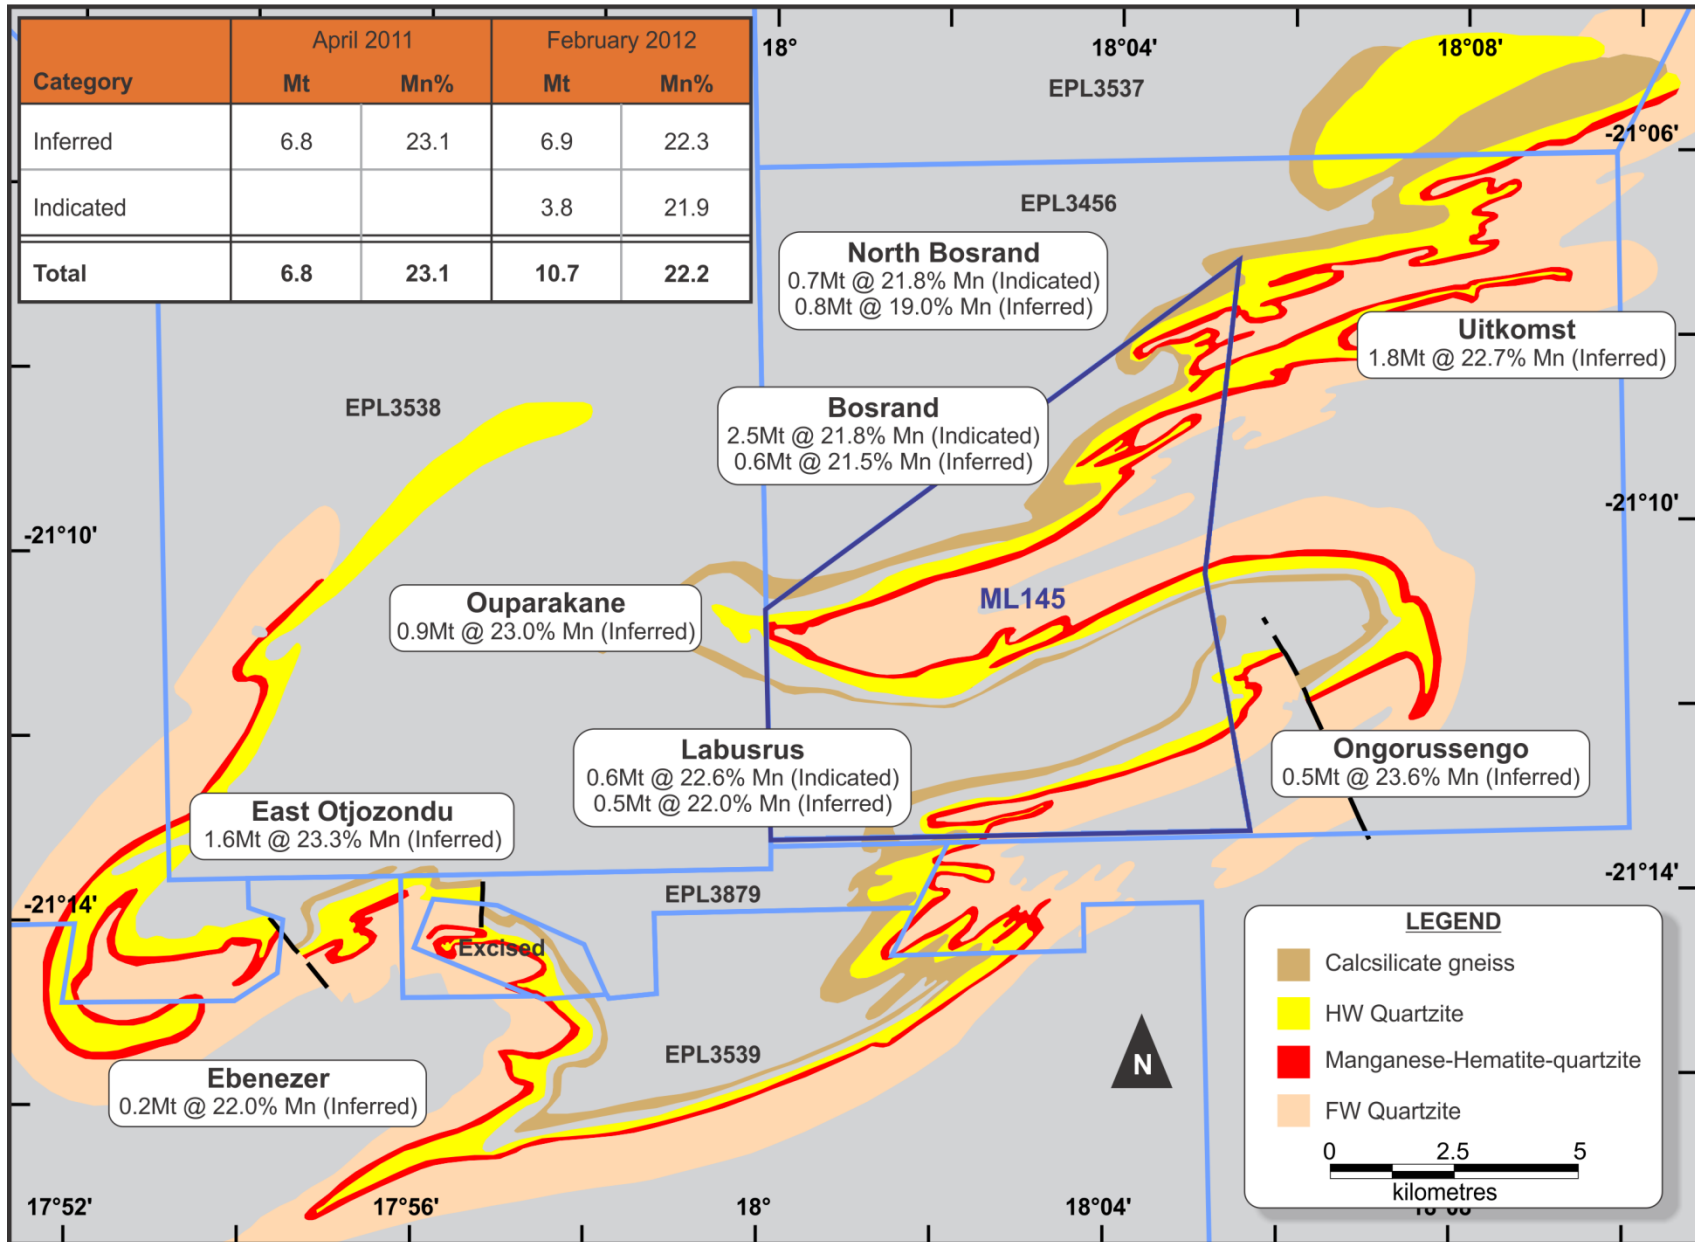 April 2011 February 2012
Category Mt Mn% Mt Mn%
Inferred 6.8 23.1 6.9 22.3
Indicated 3.8 21.9
Total 6.8 23.1 10.7 22.2
18° 18°04' 18°08'
EPL3537
-21°06'
EPL3456
North Bosrand
0.7Mt @ 21.8% Mn (Indicated)
0.8Mt @ 19.0% Mn (Inferred)
Uitkomst
1.8Mt @ 22.7% Mn (Inferred)
EPL3538
Bosrand
2.5Mt @ 21.8% Mn (Indicated)
0.6Mt @ 21.5% Mn (Inferred)
-21°10'
-21°10'
Ouparakane
0.9Mt @ 23.0% Mn (Inferred)
ML145
Labusrus
0.6Mt @ 22.6% Mn (Indicated)
0.5Mt @ 22.0% Mn (Inferred)
Ongorussengo
0.5Mt @ 23.6% Mn (Inferred)
East Otjozondu
1.6Mt @ 23.3% Mn (Inferred)
-21°14'
EPL3879
-21°14'
Excised
EPL3539
Ebenezer
0.2Mt @ 22.0% Mn (Inferred)
N
LEGEND
Calcsilicate gneiss
HW Quartzite
Manganese-Hematite-quartzite
FW Quartzite
0 2.5 5
kilometres
17°52' 17°56' 18° 18°04'